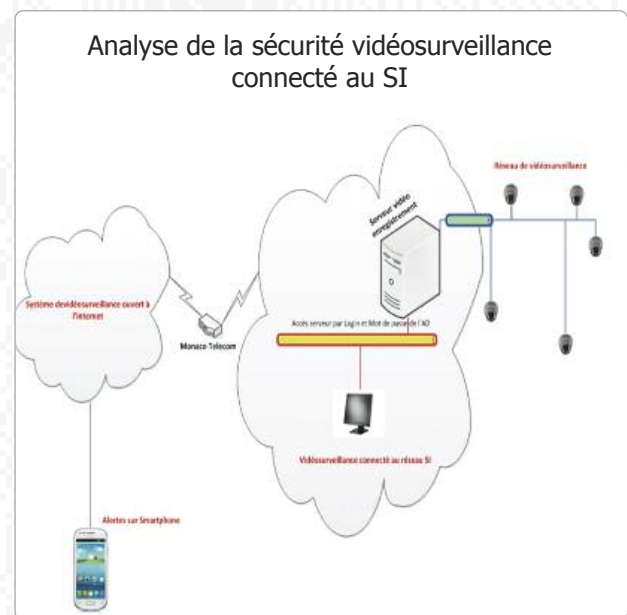 Analyse de la sécurité vidéosurveillance
connecté au SI
Réseau de vidéosurveillance
Serveur vidéo
enregistrement
Système devidéosurveillance ouvert à
l'internet
Monaco Telecom
Accès serveur par Login et Mot de passe de l'AD
Vidéosurveillance connecté au réseau SI
Alertes sur Smartphone